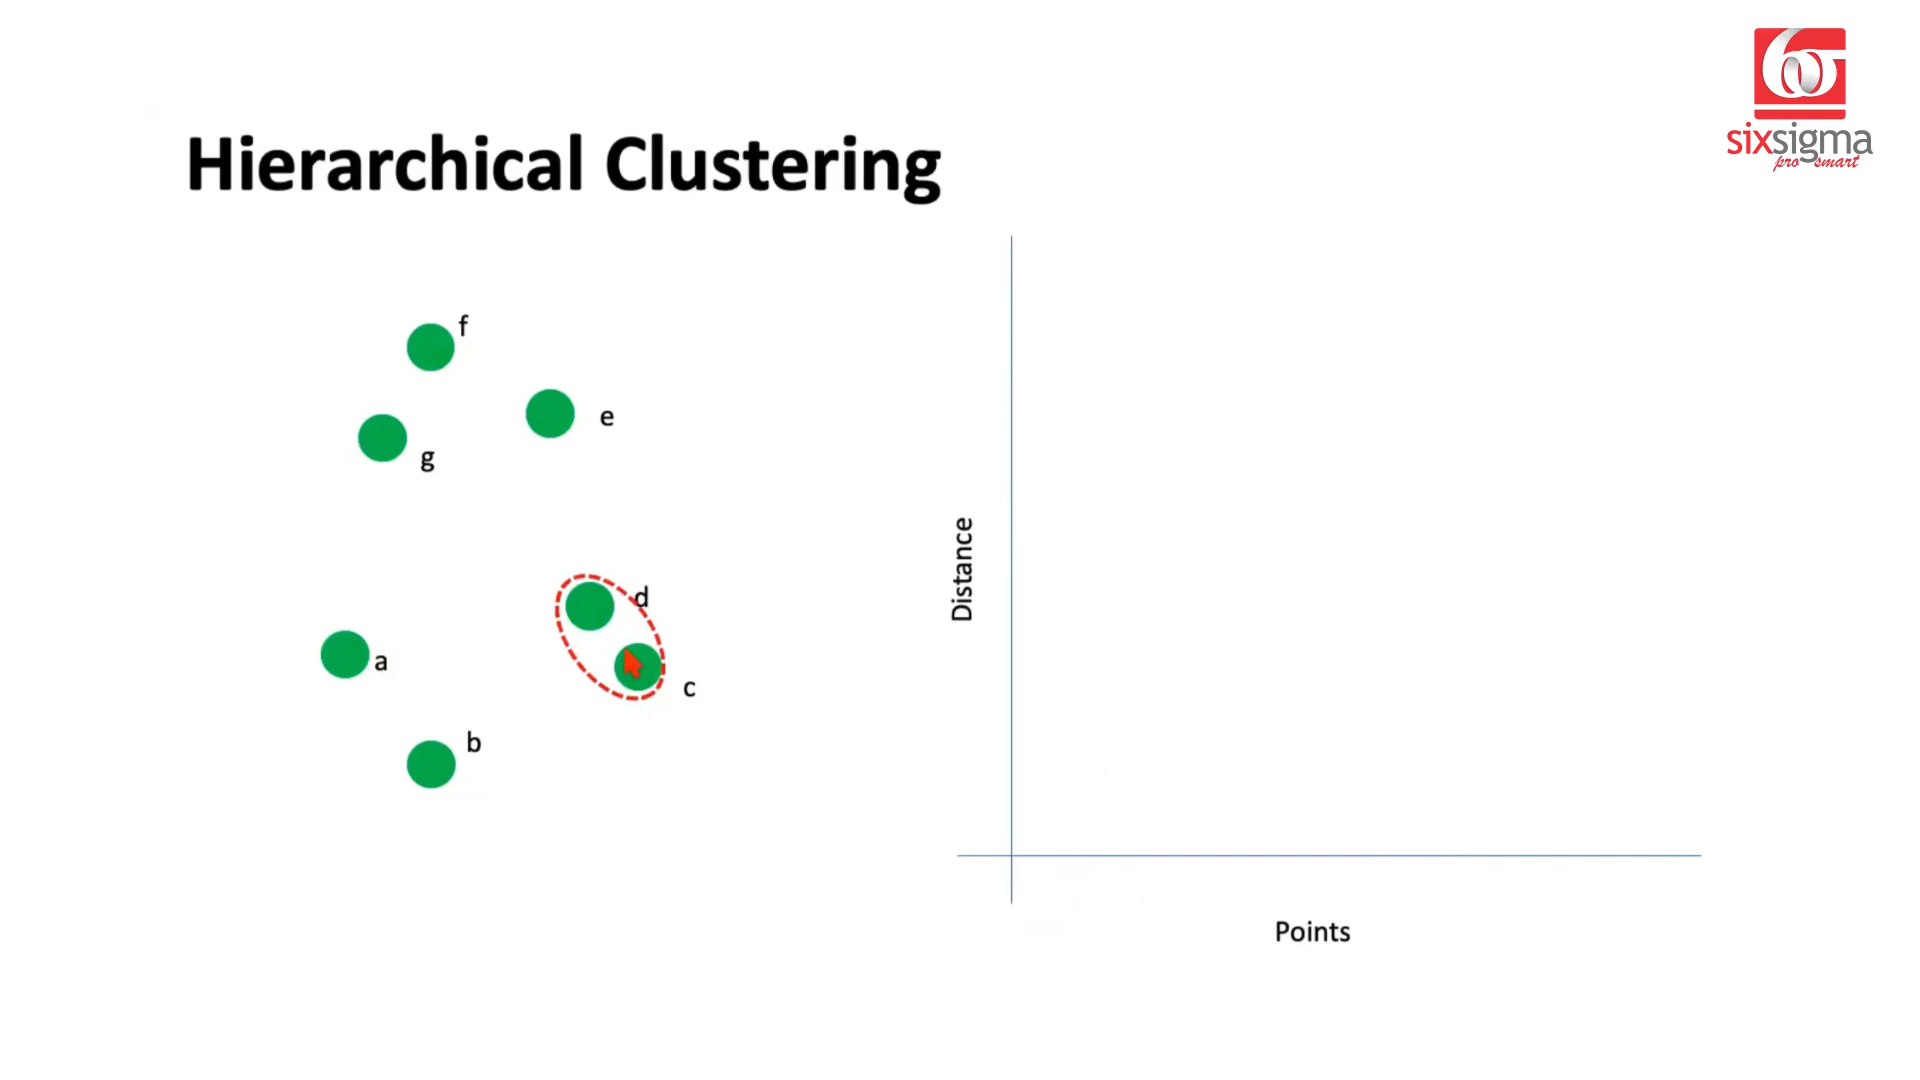 sixsigma
pro smart
Hierarchical Clustering
f
e
g
d
a
c
b
Distance
Points